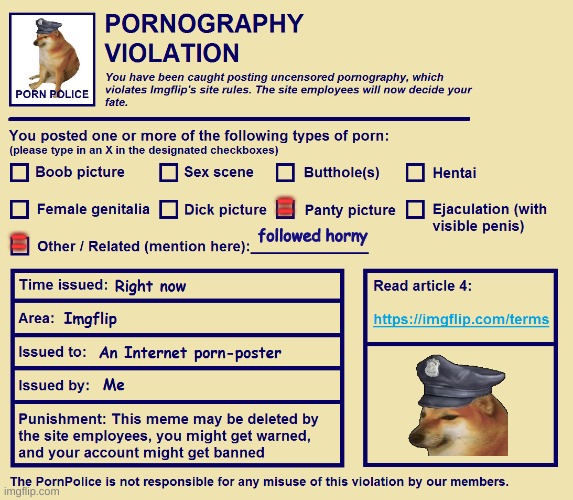 PORNOGRAPHY
VIOLATION
PORN POLICE
You have been caught posting uncensored pornography, which
violates Imgflip's site rules. The site employees will now decide your
fate.
You posted one or more of the following types of porn:
(please type in an X in the designated checkboxes)
Boob picture Sex scene Butthole(s) Hentai
Female genitalia Dick picture Panty picture Ejaculation (with
visible penis)
Other / Related (mention here): followed horny
Time issued: Right now
Area: Imgflip
Issued to: An Internet porn-poster
Issued by: Me
Punishment: This meme may be deleted by
the site employees, you might get warned,
and your account might get banned
Read article 4:
https://imgflip.com/terms
The PornPolice is not responsible for any misuse of this violation by our members.
imgflip.com